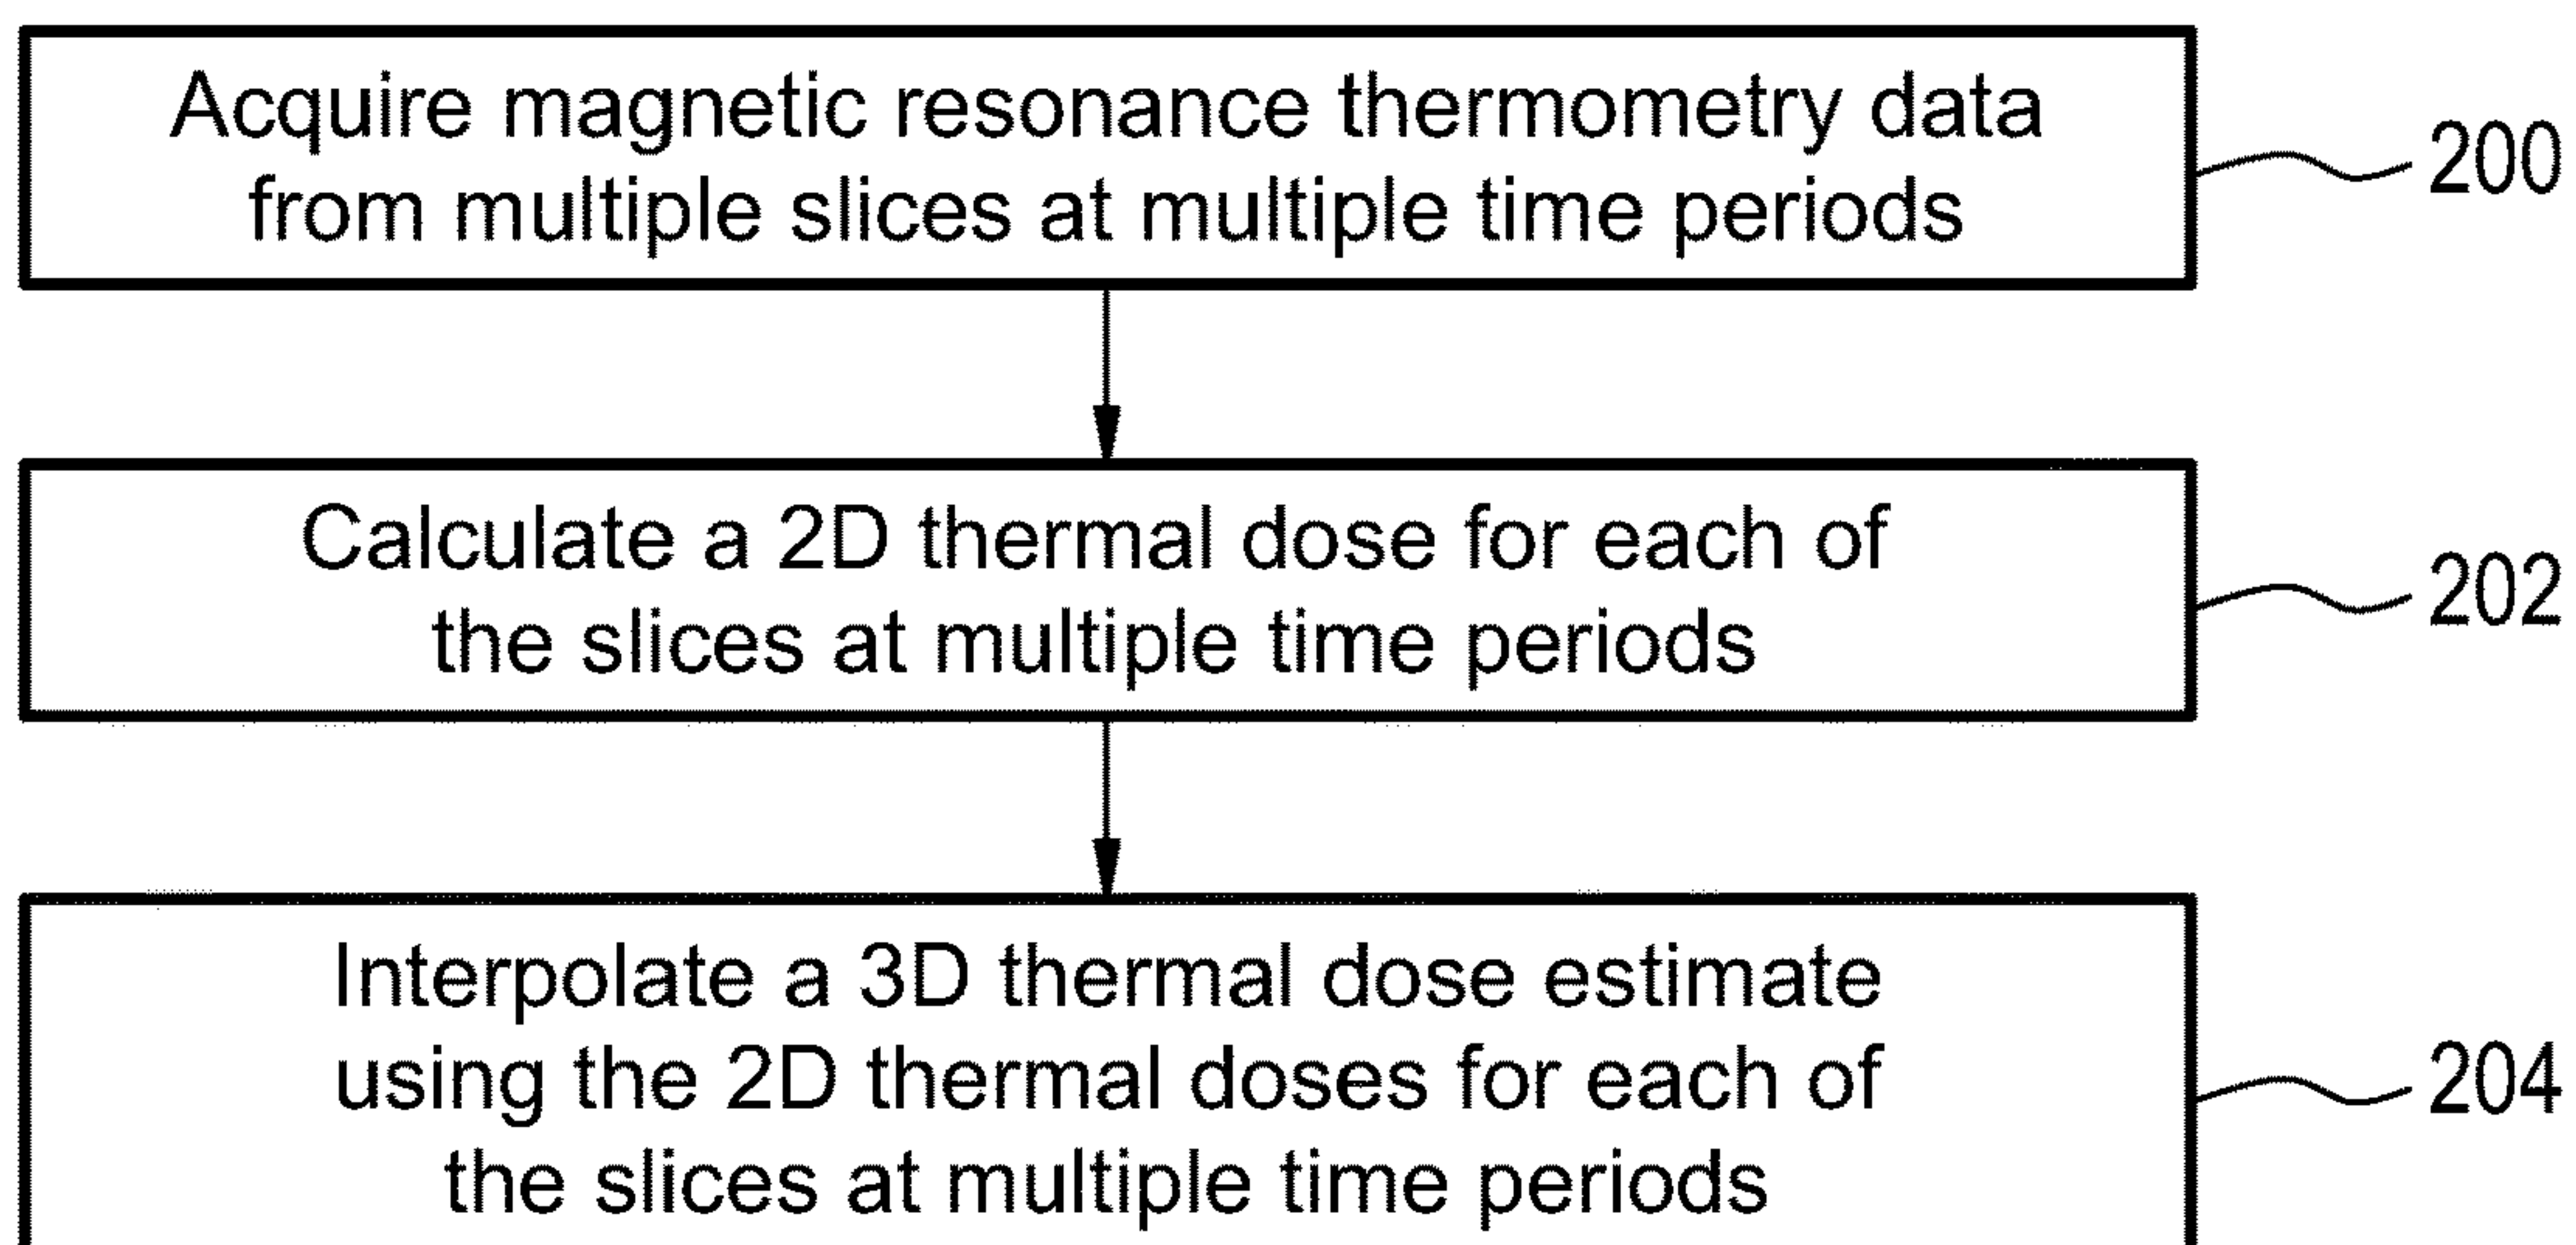 Acquire magnetic resonance thermometry data
from multiple slices at multiple time periods
200
Calculate a 2D thermal dose for each of
the slices at multiple time periods
202
Interpolate a 3D thermal dose estimate
using the 2D thermal doses for each of
the slices at multiple time periods
204